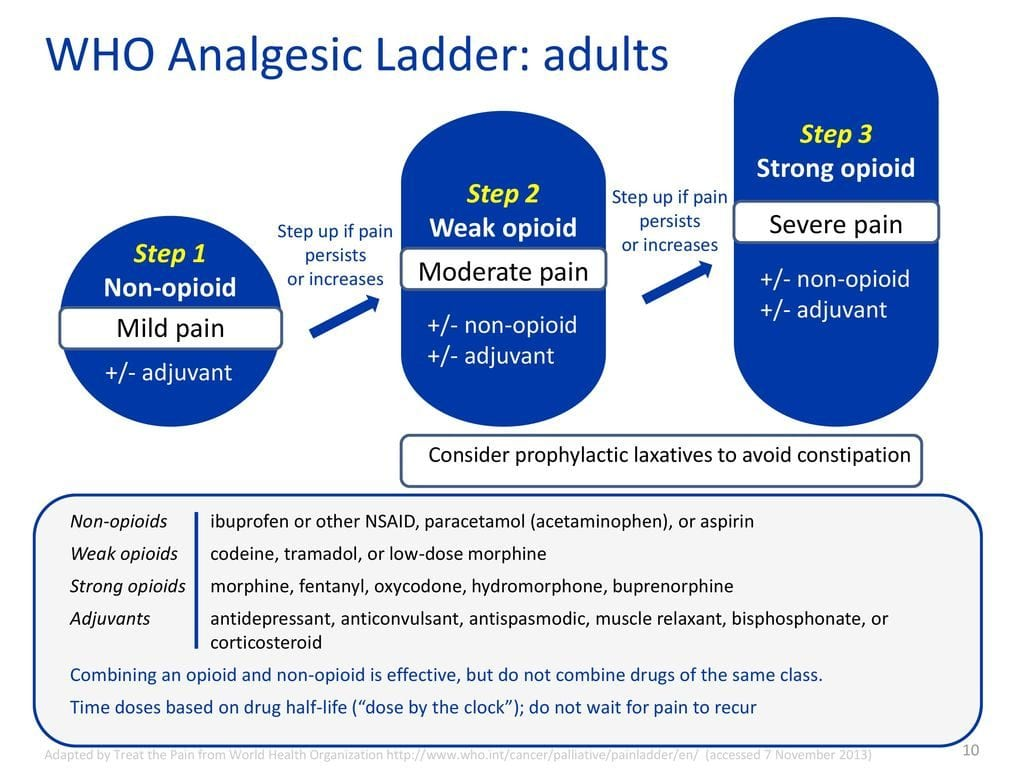 WHO Analgesic Ladder: adults
Step 1
Non-opioid
Mild pain
+/- adjuvant
Step up if pain
persists
or increases
Step 2
Weak opioid
Moderate pain
+/- non-opioid
+/- adjuvant
Step up if pain
persists
or increases
Step 3
Strong opioid
Severe pain
+/- non-opioid
+/- adjuvant
Consider prophylactic laxatives to avoid constipation
Non-opioids ibuprofen or other NSAID, paracetamol (acetaminophen), or aspirin
Weak opioids codeine, tramadol, or low-dose morphine
Strong opioids morphine, fentanyl, oxycodone, hydromorphone, buprenorphine
Adjuvants antidepressant, anticonvulsant, antispasmodic, muscle relaxant, bisphosphonate, or
corticosteroid
Combining an opioid and non-opioid is effective, but do not combine drugs of the same class.
Time doses based on drug half-life (“dose by the clock”); do not wait for pain to recur
Adapted by Treat the Pain from World Health Organization http://www.who.int/cancer/palliative/painladder/en/ (accessed 7 November 2013)
10